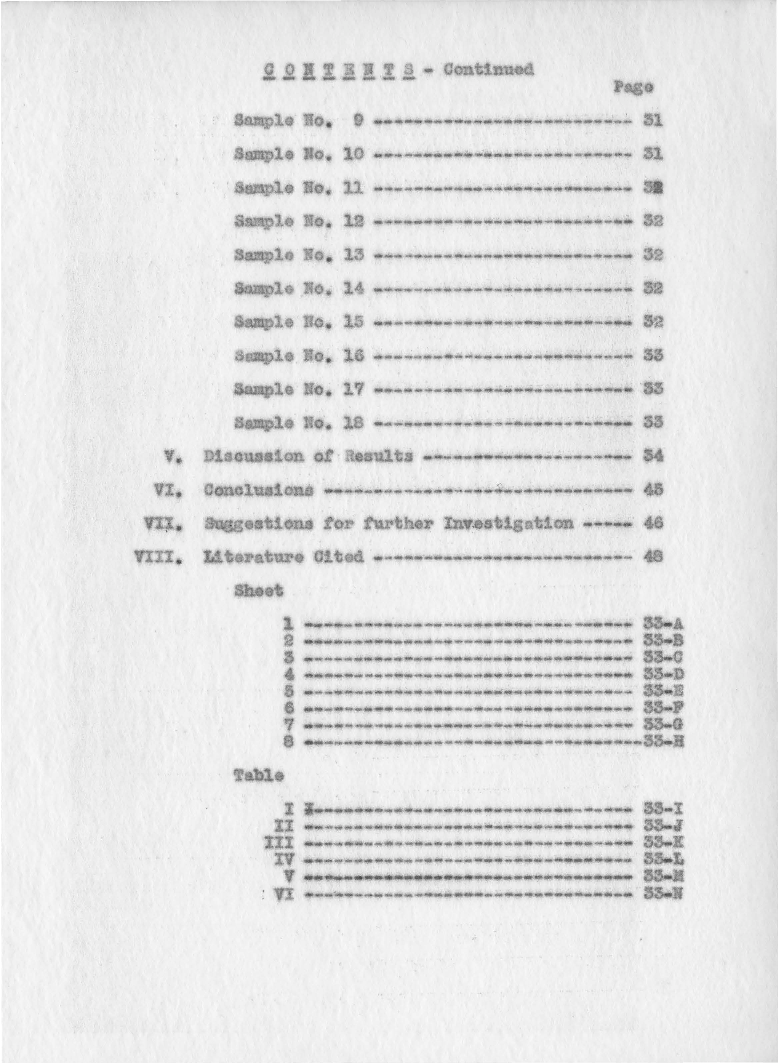 C O N T E N T S - Continued
Page
Sample No. 9 -------------------------- 31
Sample No. 10 -------------------------- 31
Sample No. 11 -------------------------- 32
Sample No. 12 -------------------------- 32
Sample No. 13 -------------------------- 32
Sample No. 14 -------------------------- 32
Sample No. 15 -------------------------- 32
Sample No. 16 -------------------------- 33
Sample No. 17 -------------------------- 33
Sample No. 18 -------------------------- 33
V. Discussion of Results --------------------- 34
VI. Conclusions ------------------------------- 45
VII. Suggestions for further Investigation ----- 46
VIII. Literature Cited -------------------------- 48
Sheet
1 --------------------------------- 33-A
2 --------------------------------- 33-B
3 --------------------------------- 33-C
4 --------------------------------- 33-D
5 --------------------------------- 33-E
6 --------------------------------- 33-F
7 --------------------------------- 33-G
8 ----------------------------------33-H
Table
I --------------------------------- 33-I
II --------------------------------- 33-J
III --------------------------------- 33-K
IV --------------------------------- 33-L
V --------------------------------- 33-M
VI --------------------------------- 33-N